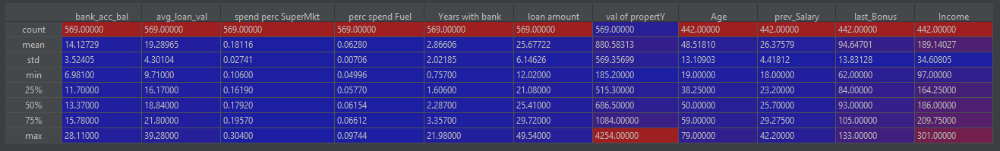 bank_acc_bal avg_loan_val spend perc SuperMkt perc spend Fuel Years with bank loan amount val of propertY Age prev_Salary last_Bonus Income
count 569.00000 569.00000 569.00000 569.00000 569.00000 569.00000 569.00000 442.00000 442.00000 442.00000 442.00000
mean 14.12729 19.28965 0.18116 0.06280 2.86606 25.67722 880.58313 48.51810 26.37579 94.64701 189.14027
std 3.52405 4.30104 0.02741 0.00706 2.02185 6.14626 569.35699 13.10903 4.41812 13.83128 34.60805
min 6.98100 9.71000 0.10600 0.04996 0.75700 12.02000 185.20000 19.00000 18.00000 62.00000 97.00000
25% 11.70000 16.17000 0.16190 0.05770 1.60600 21.08000 515.30000 38.25000 23.20000 84.00000 164.25000
50% 13.37000 18.84000 0.17920 0.06154 2.28700 25.41000 686.50000 50.00000 25.70000 93.00000 186.00000
75% 15.78000 21.80000 0.19570 0.06612 3.35700 29.72000 1084.00000 59.00000 29.27500 105.00000 209.75000
max 28.11000 39.28000 0.30400 0.09744 21.98000 49.54000 4254.00000 79.00000 42.20000 133.00000 301.00000